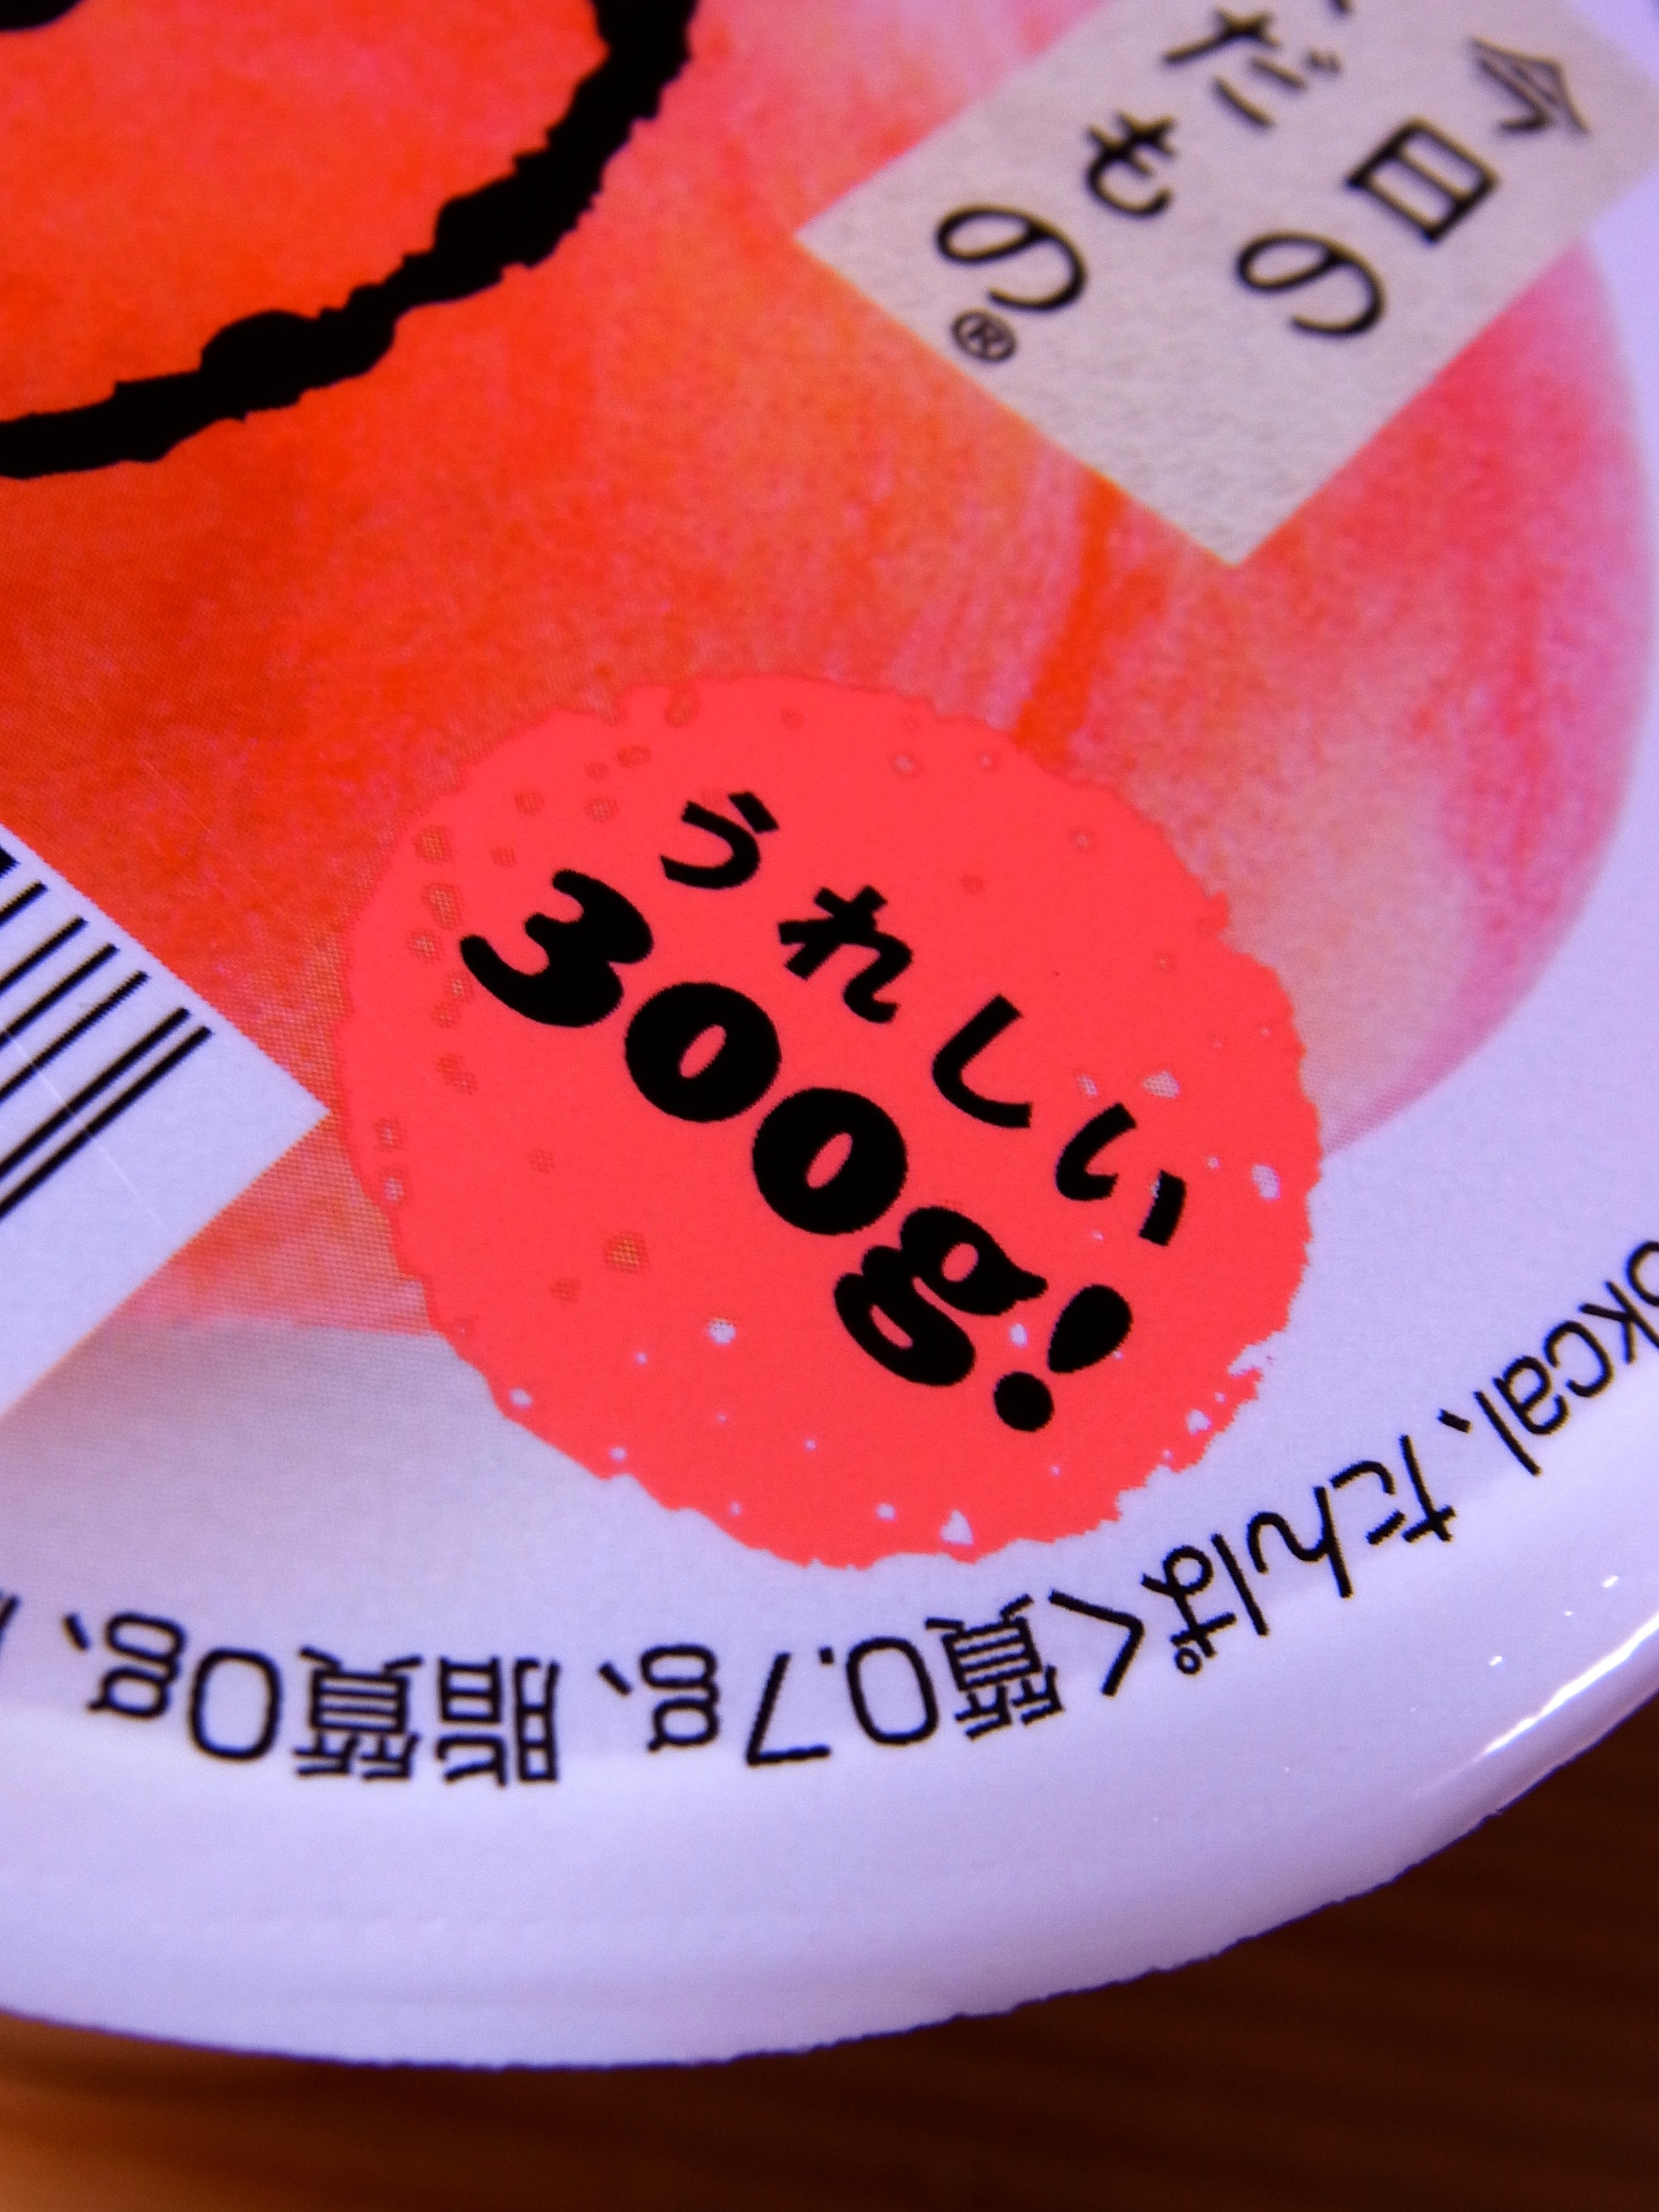 今日の
くだもの®
うれしい
300g!
kcal、たんぱく質0.7g、脂質0g、